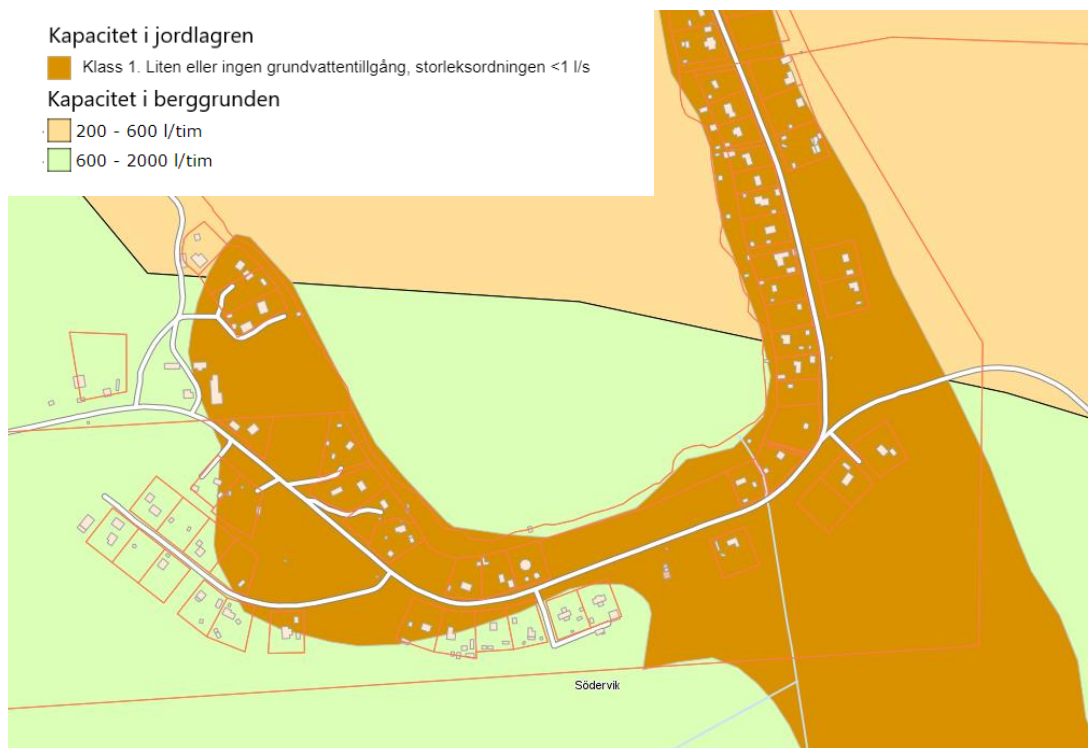 Kapacitet i jordlagren
Klass 1. Liten eller ingen grundvattentillgång, storleksordningen <1 l/s
Kapacitet i berggrunden
200 - 600 l/tim
600 - 2000 l/tim
Södervik